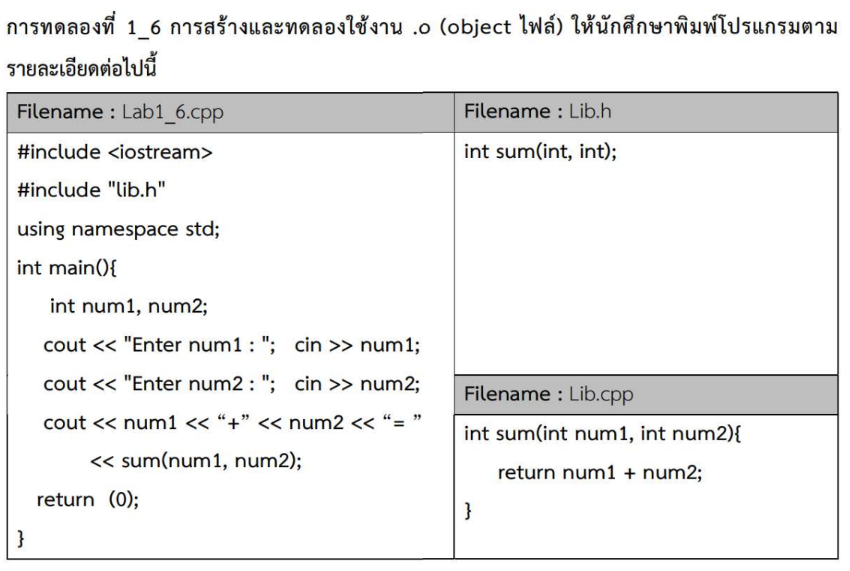 การทดลองที่ 1_6 การสร้างและทดลองใช้งาน .o (object ไฟล์) ให้นักศึกษาพิมพ์โปรแกรมตาม
รายละเอียดต่อไปนี้
Filename : Lab1_6.cpp
#include <iostream>
#include "lib.h"
using namespace std;
int main(){
int num1, num2;
cout << "Enter num1 : "; cin >> num1;
cout << "Enter num2 : "; cin >> num2;
cout << num1 << “+” << num2 << “= ”
<< sum(num1, num2);
return (0);
}
Filename : Lib.h
int sum(int, int);
Filename : Lib.cpp
int sum(int num1, int num2){
return num1 + num2;
}